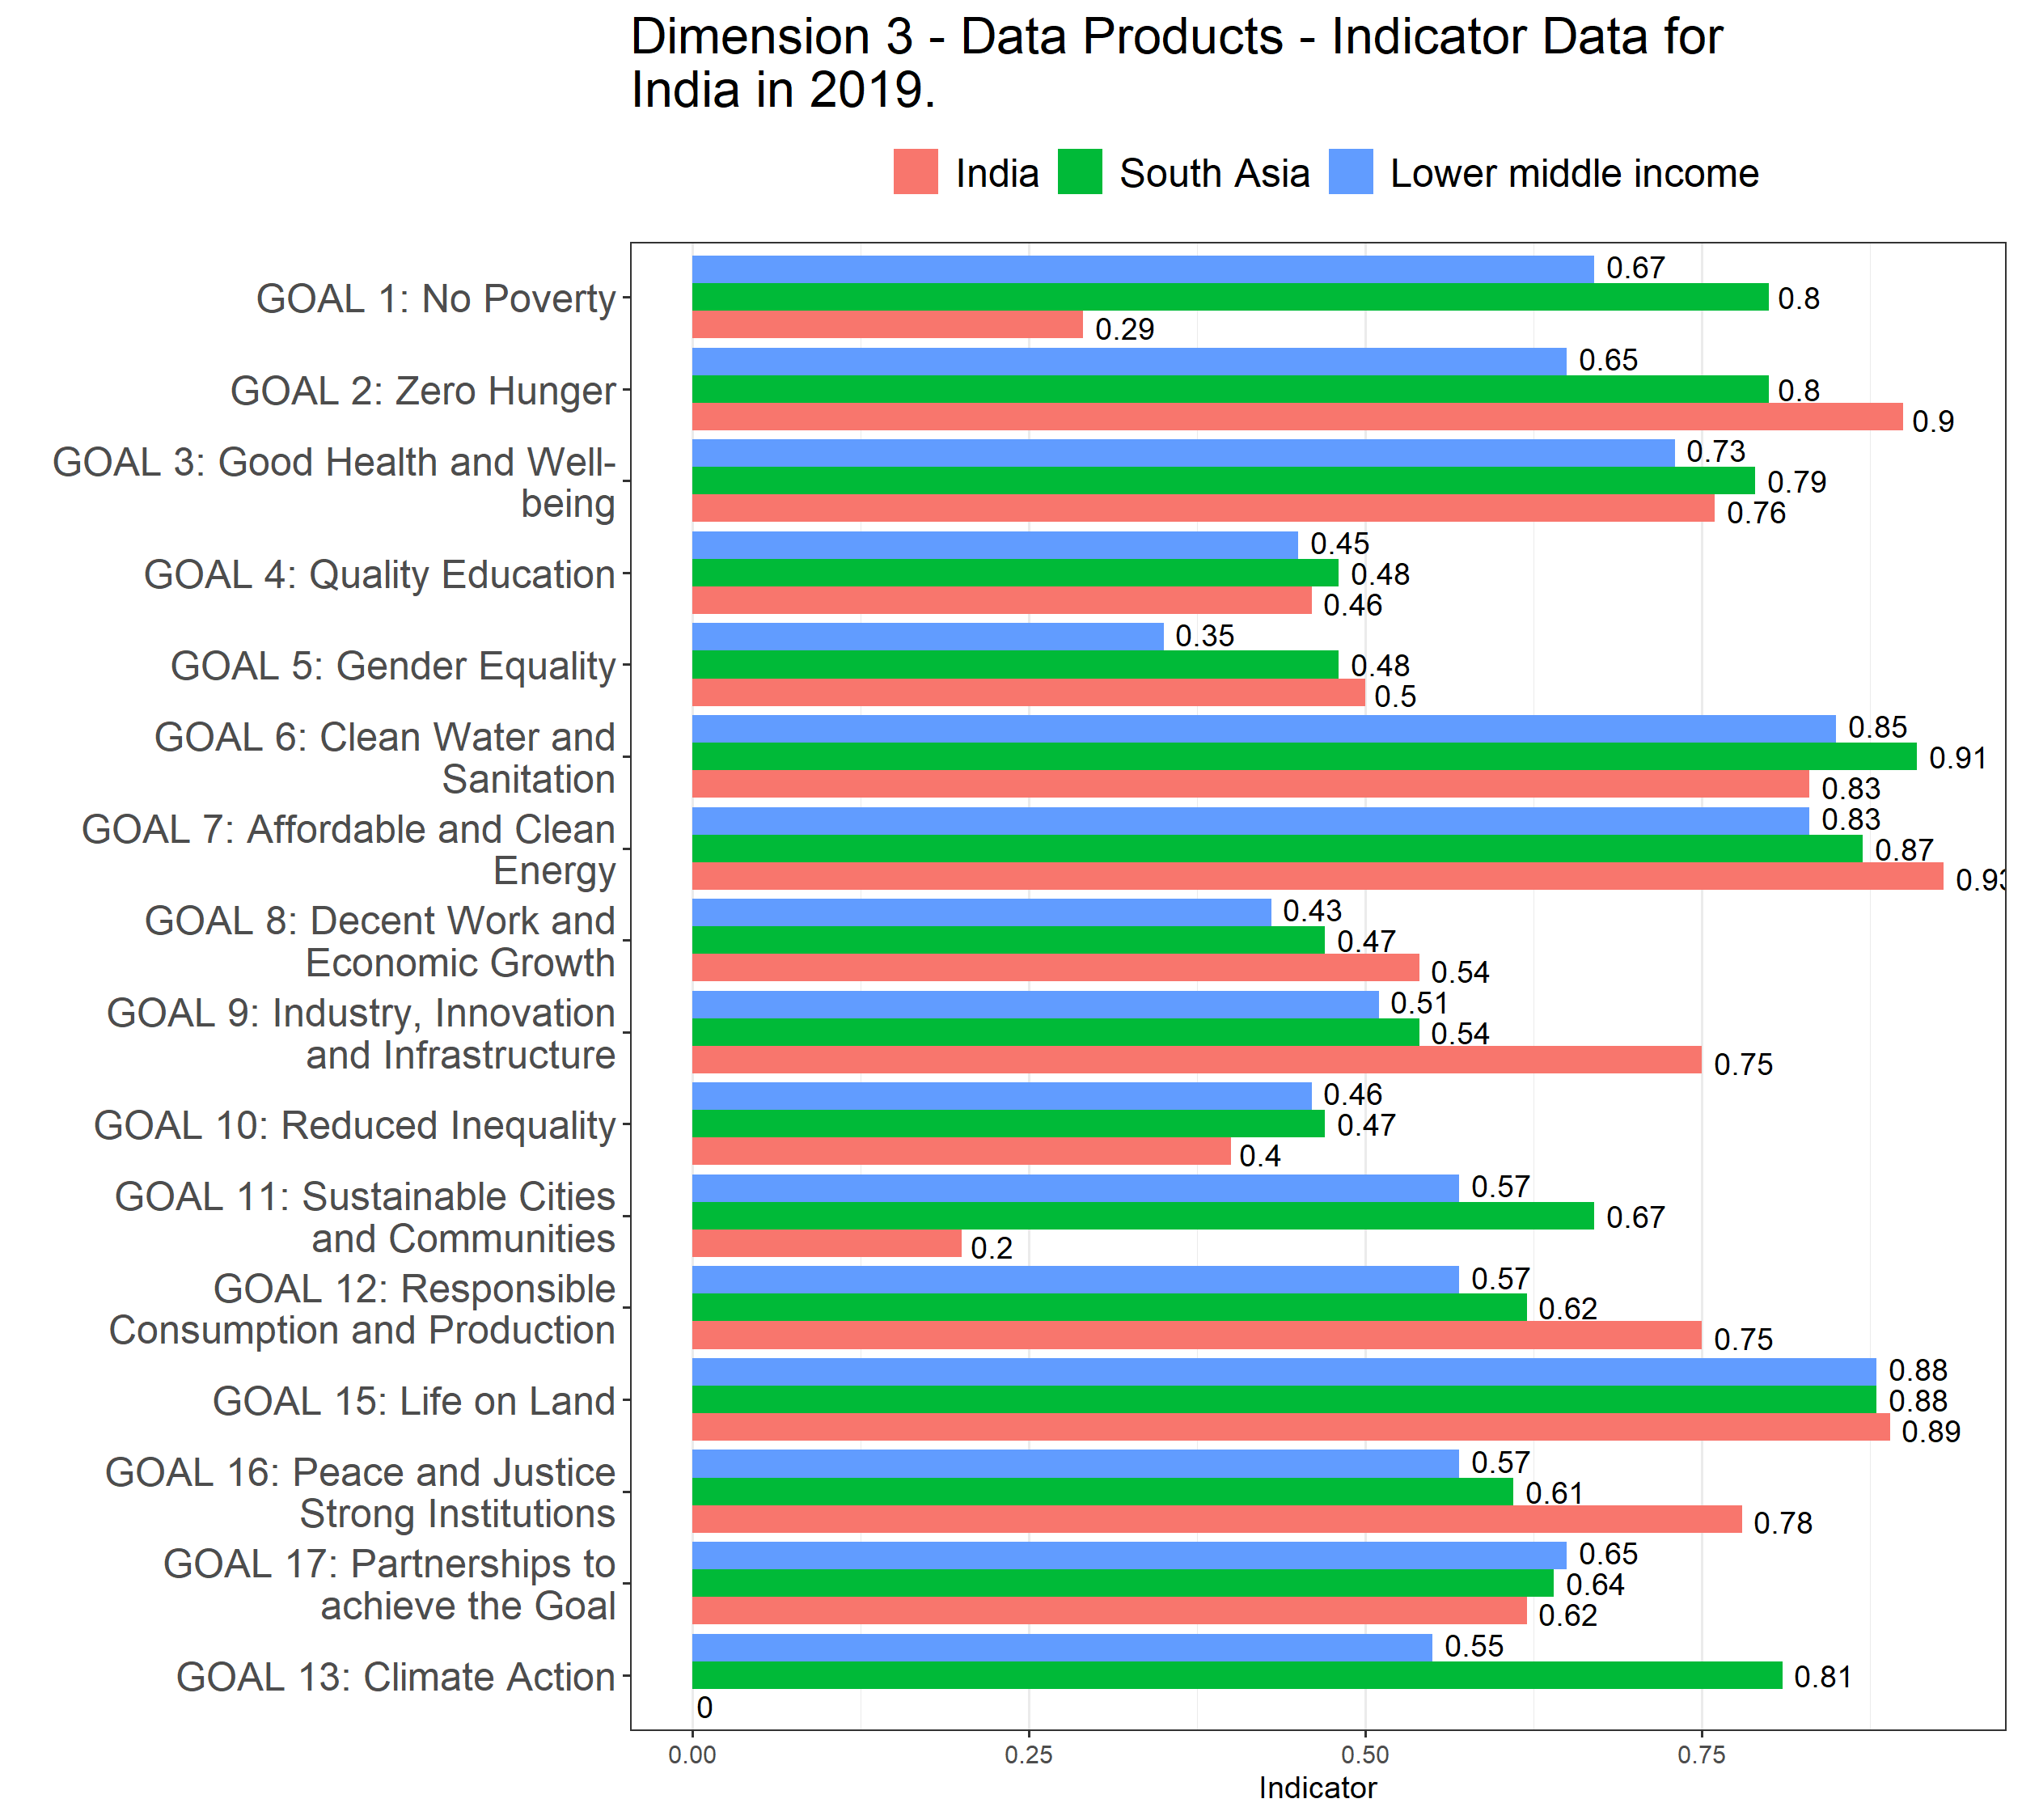 Dimension 3 - Data Products - Indicator Data for
India in 2019.
India
South Asia
Lower middle income
GOAL 1: No Poverty
0.67
0.8
0.29
GOAL 2: Zero Hunger
0.65
0.8
0.9
GOAL 3: Good Health and Well-
being
0.73
0.79
0.76
GOAL 4: Quality Education
0.45
0.48
0.46
GOAL 5: Gender Equality
0.35
0.48
0.5
GOAL 6: Clean Water and
Sanitation
0.85
0.91
0.83
GOAL 7: Affordable and Clean
Energy
0.83
0.87
0.93
GOAL 8: Decent Work and
Economic Growth
0.43
0.47
0.54
GOAL 9: Industry, Innovation
and Infrastructure
0.51
0.54
0.75
GOAL 10: Reduced Inequality
0.46
0.47
0.4
GOAL 11: Sustainable Cities
and Communities
0.57
0.67
0.2
GOAL 12: Responsible
Consumption and Production
0.57
0.62
0.75
GOAL 15: Life on Land
0.88
0.88
0.89
GOAL 16: Peace and Justice
Strong Institutions
0.57
0.61
0.78
GOAL 17: Partnerships to
achieve the Goal
0.65
0.64
0.62
GOAL 13: Climate Action
0.55
0.81
0
0.00
0.25
0.50
0.75
Indicator